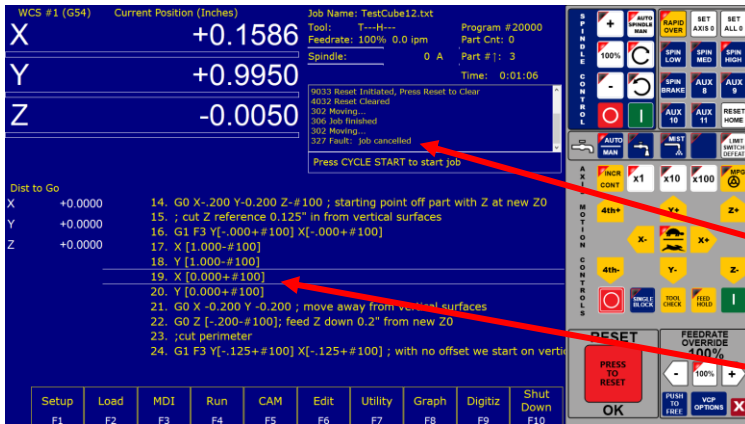 WCS #1 (G54) Current Position (Inches)
X +0.1586
Y +0.9950
Z -0.0050
Job Name: TestCube12.txt
Tool: T---H--- Program #20000
Feedrate: 100% 0.0 ipm Part Cnt: 0
Spindle: 0 A Part #↑: 3
Time: 0:01:06
9033 Reset Initiated, Press Reset to Clear
4032 Reset Cleared
302 Moving...
306 Job finished
302 Moving...
327 Fault: job cancelled
Press CYCLE START to start job
Dist to Go
X +0.0000
Y +0.0000
Z +0.0000
14. G0 X-.200 Y-0.200 Z-#100 ; starting point off part with Z at new Z0
15. ; cut Z reference 0.125" in from vertical surfaces
16. G1 F3 Y[-.000+#100] X[-.000+#100]
17. X [1.000-#100]
18. Y [1.000-#100]
19. X [0.000+#100]
20. Y [0.000+#100]
21. G0 X -0.200 Y -0.200 ; move away from vertical surfaces
22. G0 Z [-.200-#100]; feed Z down 0.2" from new Z0
23. ;cut perimeter
24. G1 F3 Y[-.125+#100] X[-.125+#100] ; with no offset we start on vertic
Setup Load MDI Run CAM Edit Utility Graph Digitiz Shut Down
F1 F2 F3 F4 F5 F6 F7 F8 F9 F10
SPINDLE CONTROL
+ AUTO SPINDLE MAN RAPID OVER SET AXIS 0 SET ALL 0
100% SPIN LOW SPIN MED SPIN HIGH
- SPIN BRAKE AUX 8 AUX 9
AUX 10 AUX 11 RESET HOME
AUTO MAN MIST LIMIT SWITCH DEFEAT
AXIS MOTION CONTROLS
INCR CONT x1 x10 x100 MPG
4th+ Y+ Z+
X- X+
4th- Y- Z-
SINGLE BLOCK TOOL CHECK FEED HOLD
RESET
PRESS TO RESET
OK
FEEDRATE OVERRIDE
100%
- 100% +
PUSH TO FREE VCP OPTIONS X